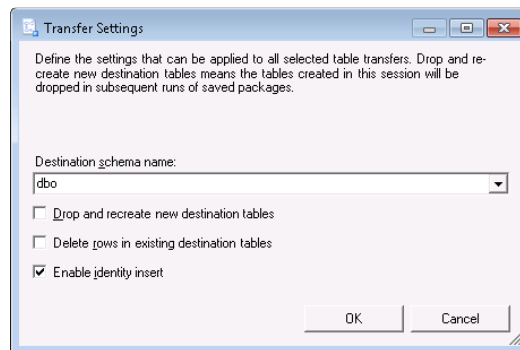 Transfer Settings
Define the settings that can be applied to all selected table transfers. Drop and re-
create new destination tables means the tables created in this session will be
dropped in subsequent runs of saved packages.
Destination schema name:
dbo
Drop and recreate new destination tables
Delete rows in existing destination tables
Enable identity insert
OK Cancel